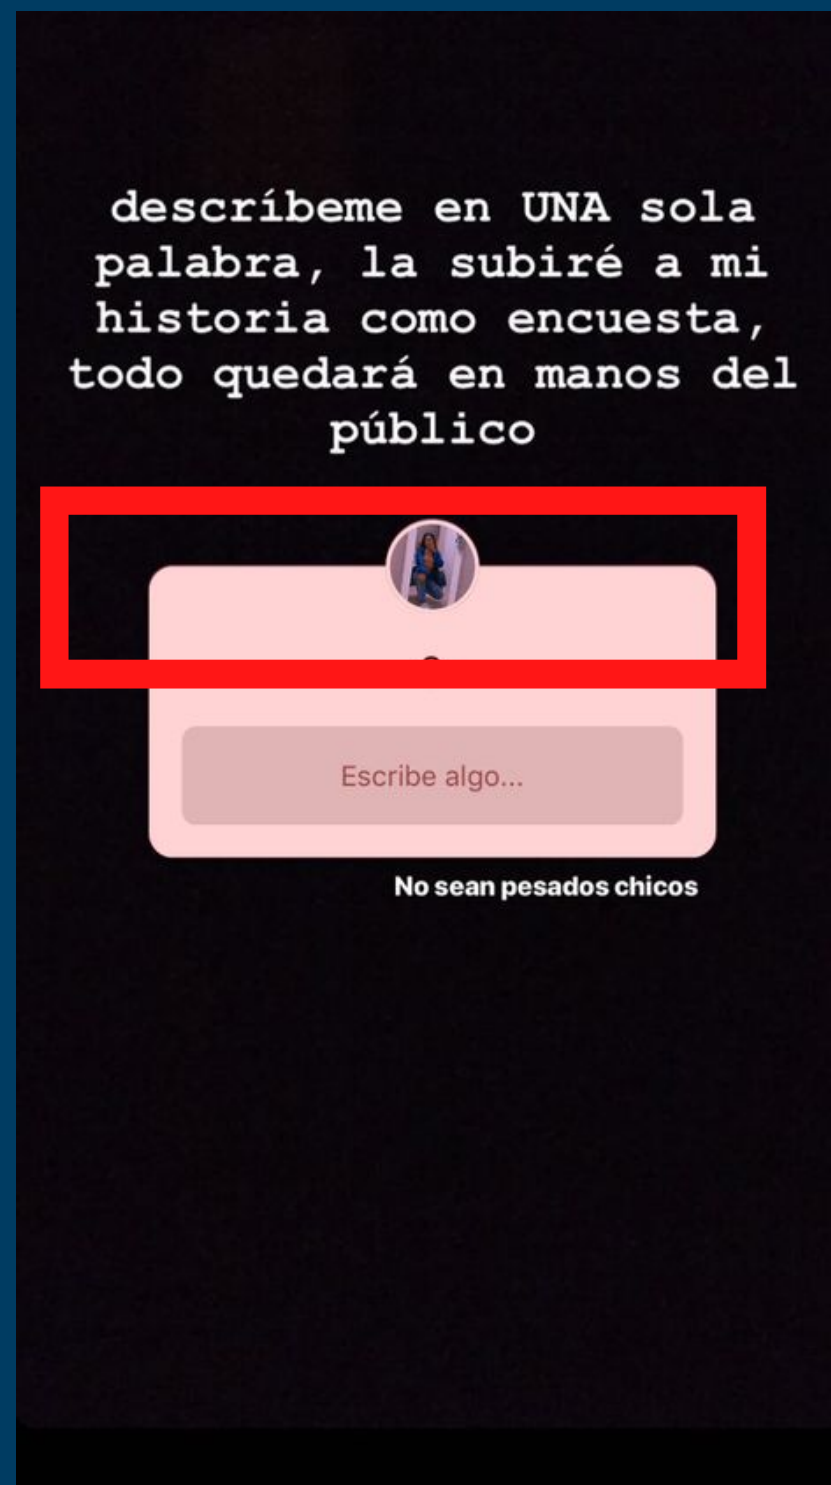 descríbeme en UNA sola
palabra, la subiré a mi
historia como encuesta,
todo quedará en manos del
público
Escribe algo...
No sean pesados chicos